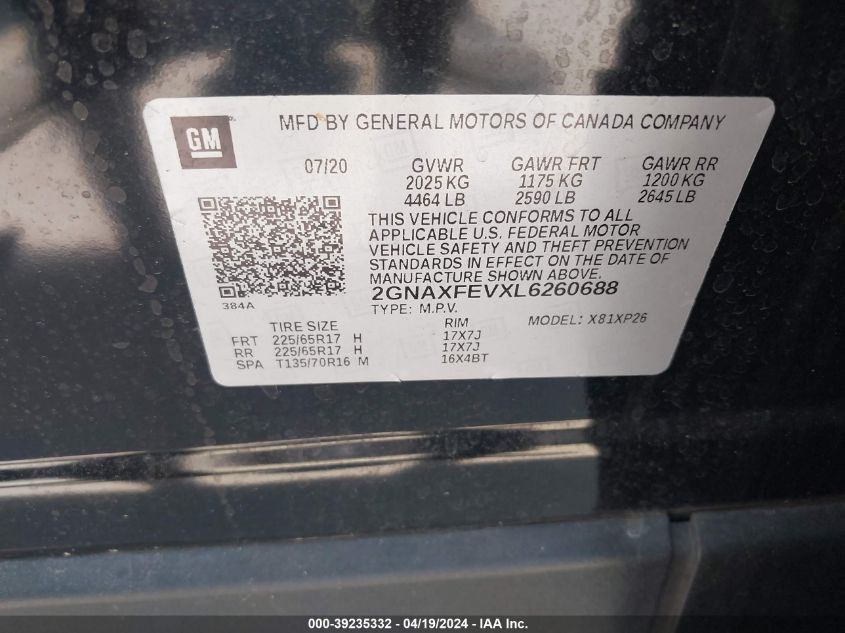 GM
MFD BY GENERAL MOTORS OF CANADA COMPANY
07/20 GVWR GAWR FRT GAWR RR
2025 KG 1175 KG 1200 KG
4464 LB 2590 LB 2645 LB
THIS VEHICLE CONFORMS TO ALL
APPLICABLE U.S. FEDERAL MOTOR
VEHICLE SAFETY AND THEFT PREVENTION
STANDARDS IN EFFECT ON THE DATE OF
MANUFACTURE SHOWN ABOVE.
384A
2GNAXFEVXL6260688
TYPE: M.P.V. MODEL: X81XP26
TIRE SIZE RIM
FRT 225/65R17 H 17X7J
RR 225/65R17 H 17X7J
SPA T135/70R16 M 16X4BT
000-39235332 - 04/19/2024 - IAA Inc.